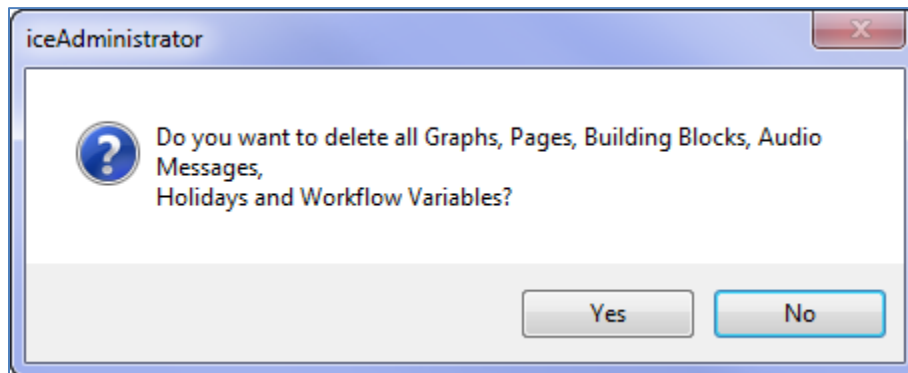 iceAdministrator
Do you want to delete all Graphs, Pages, Building Blocks, Audio
Messages,
Holidays and Workflow Variables?
Yes
No